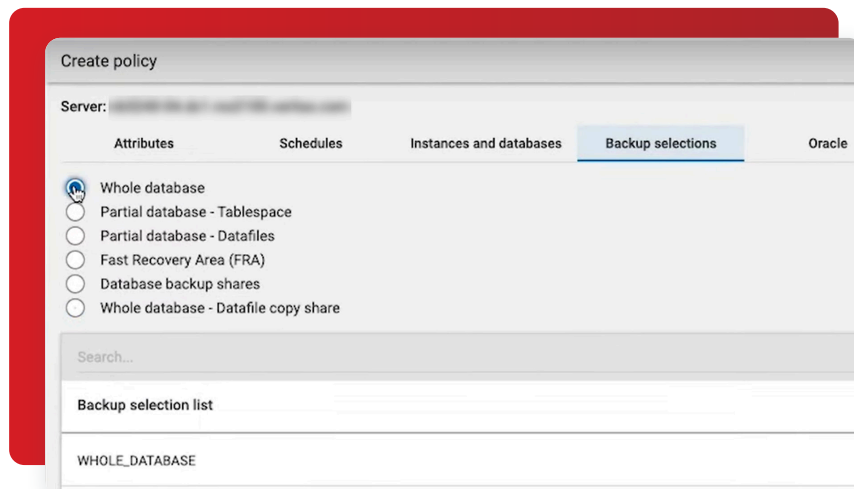 Create policy
Server:
Attributes Schedules Instances and databases Backup selections Oracle
Whole database
Partial database - Tablespace
Partial database - Datafiles
Fast Recovery Area (FRA)
Database backup shares
Whole database - Datafile copy share
Search...
Backup selection list
WHOLE_DATABASE